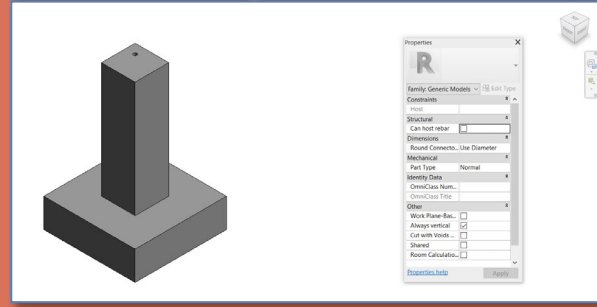 Properties
R
Family: Generic Models
Edit Type
Constraints
Host
Structural
Can host rebar
Dimensions
Round Connecto... Use Diameter
Mechanical
Part Type Normal
Identity Data
OmniClass Num...
OmniClass Title
Other
Work Plane-Bas...
Always vertical
Cut with Voids ...
Shared
Room Calculatio...
Properties help
Apply